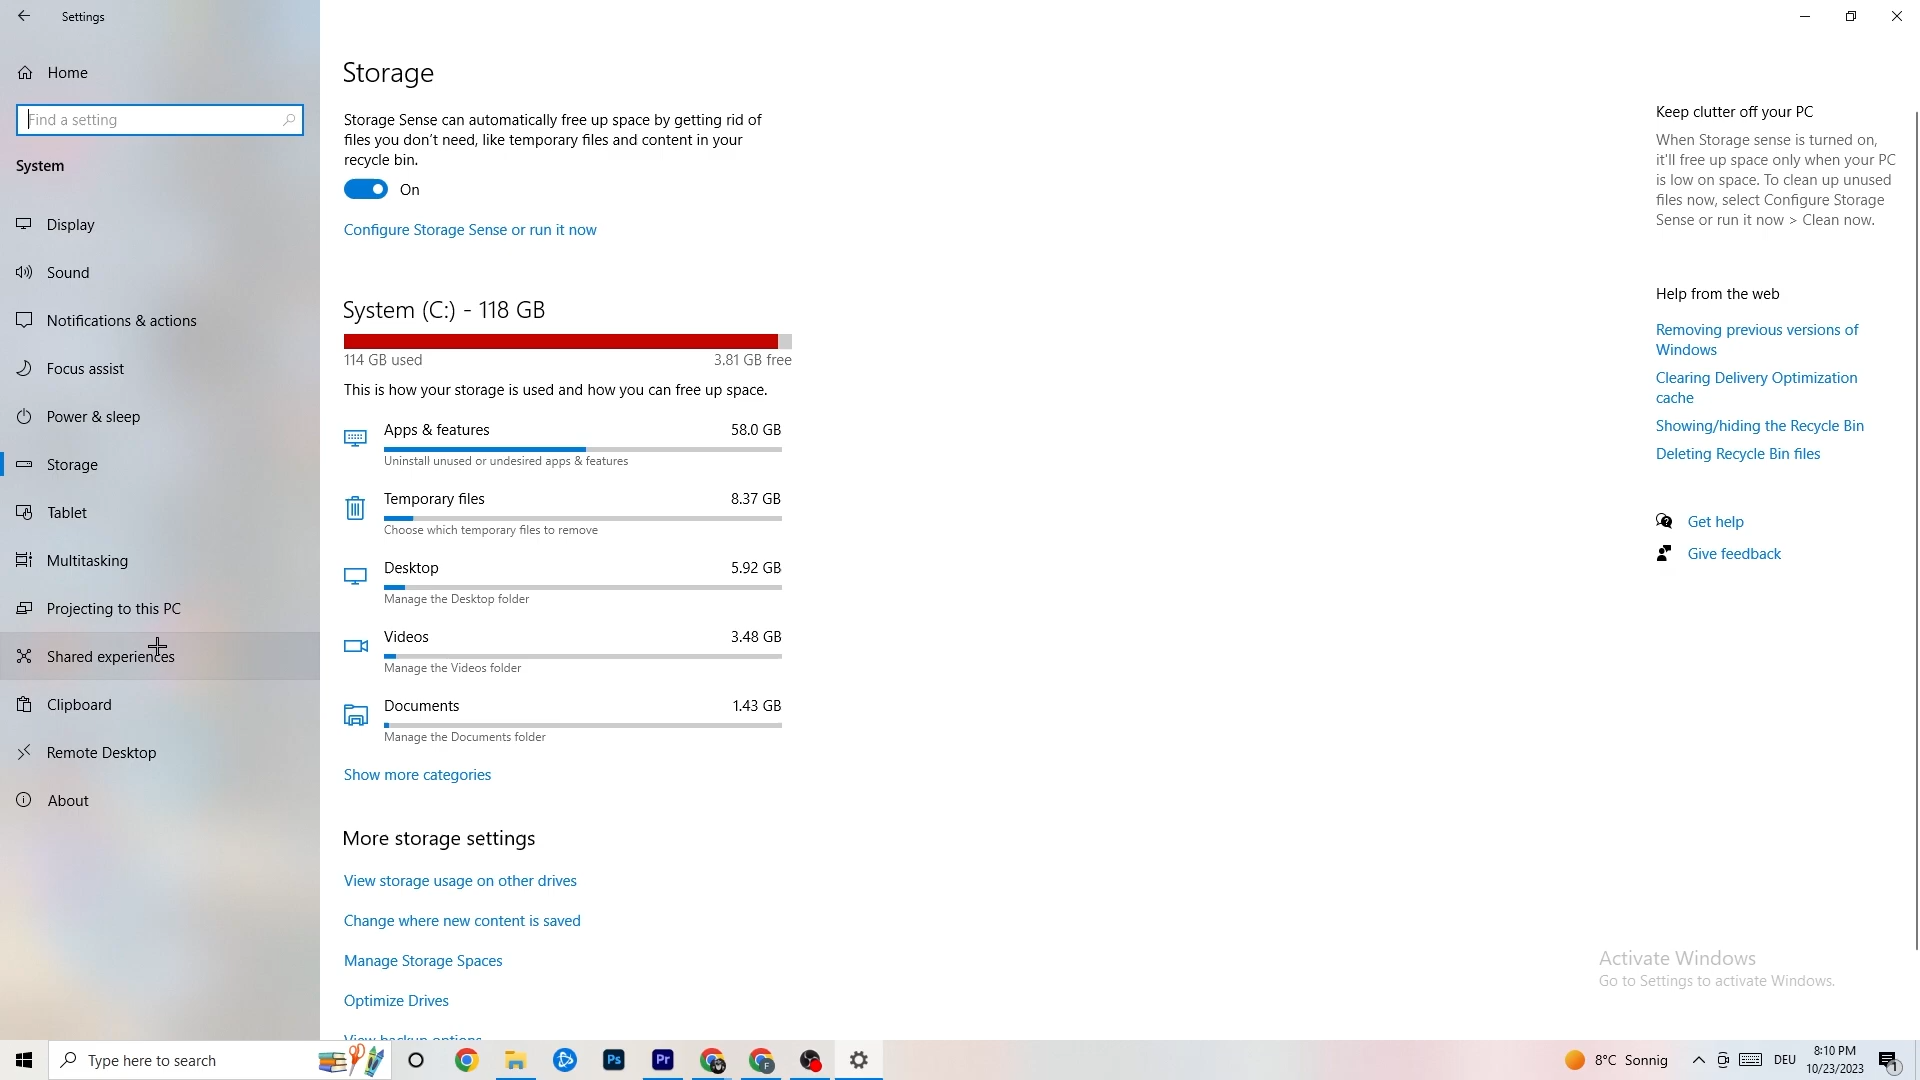 Settings
Home
Find a setting
System
Display
Sound
Notifications & actions
Focus assist
Power & sleep
Storage
Tablet
Multitasking
Projecting to this PC
Shared experiences
Clipboard
Remote Desktop
About
Storage
Storage Sense can automatically free up space by getting rid of
files you don't need, like temporary files and content in your
recycle bin.
On
Configure Storage Sense or run it now
System (C:) - 118 GB
114 GB used 3.81 GB free
This is how your storage is used and how you can free up space.
Apps & features 58.0 GB
Uninstall unused or undesired apps & features
Temporary files 8.37 GB
Choose which temporary files to remove
Desktop 5.92 GB
Manage the Desktop folder
Videos 3.48 GB
Manage the Videos folder
Documents 1.43 GB
Manage the Documents folder
Show more categories
More storage settings
View storage usage on other drives
Change where new content is saved
Manage Storage Spaces
Optimize Drives
View backup options
Keep clutter off your PC
When Storage sense is turned on,
it'll free up space only when your PC
is low on space. To clean up unused
files now, select Configure Storage
Sense or run it now > Clean now.
Help from the web
Removing previous versions of
Windows
Clearing Delivery Optimization
cache
Showing/hiding the Recycle Bin
Deleting Recycle Bin files
Get help
Give feedback
Activate Windows
Go to Settings to activate Windows.
Type here to search
Ps
Pr
F
8°C Sonnig
DEU
8:10 PM
10/23/2023
1